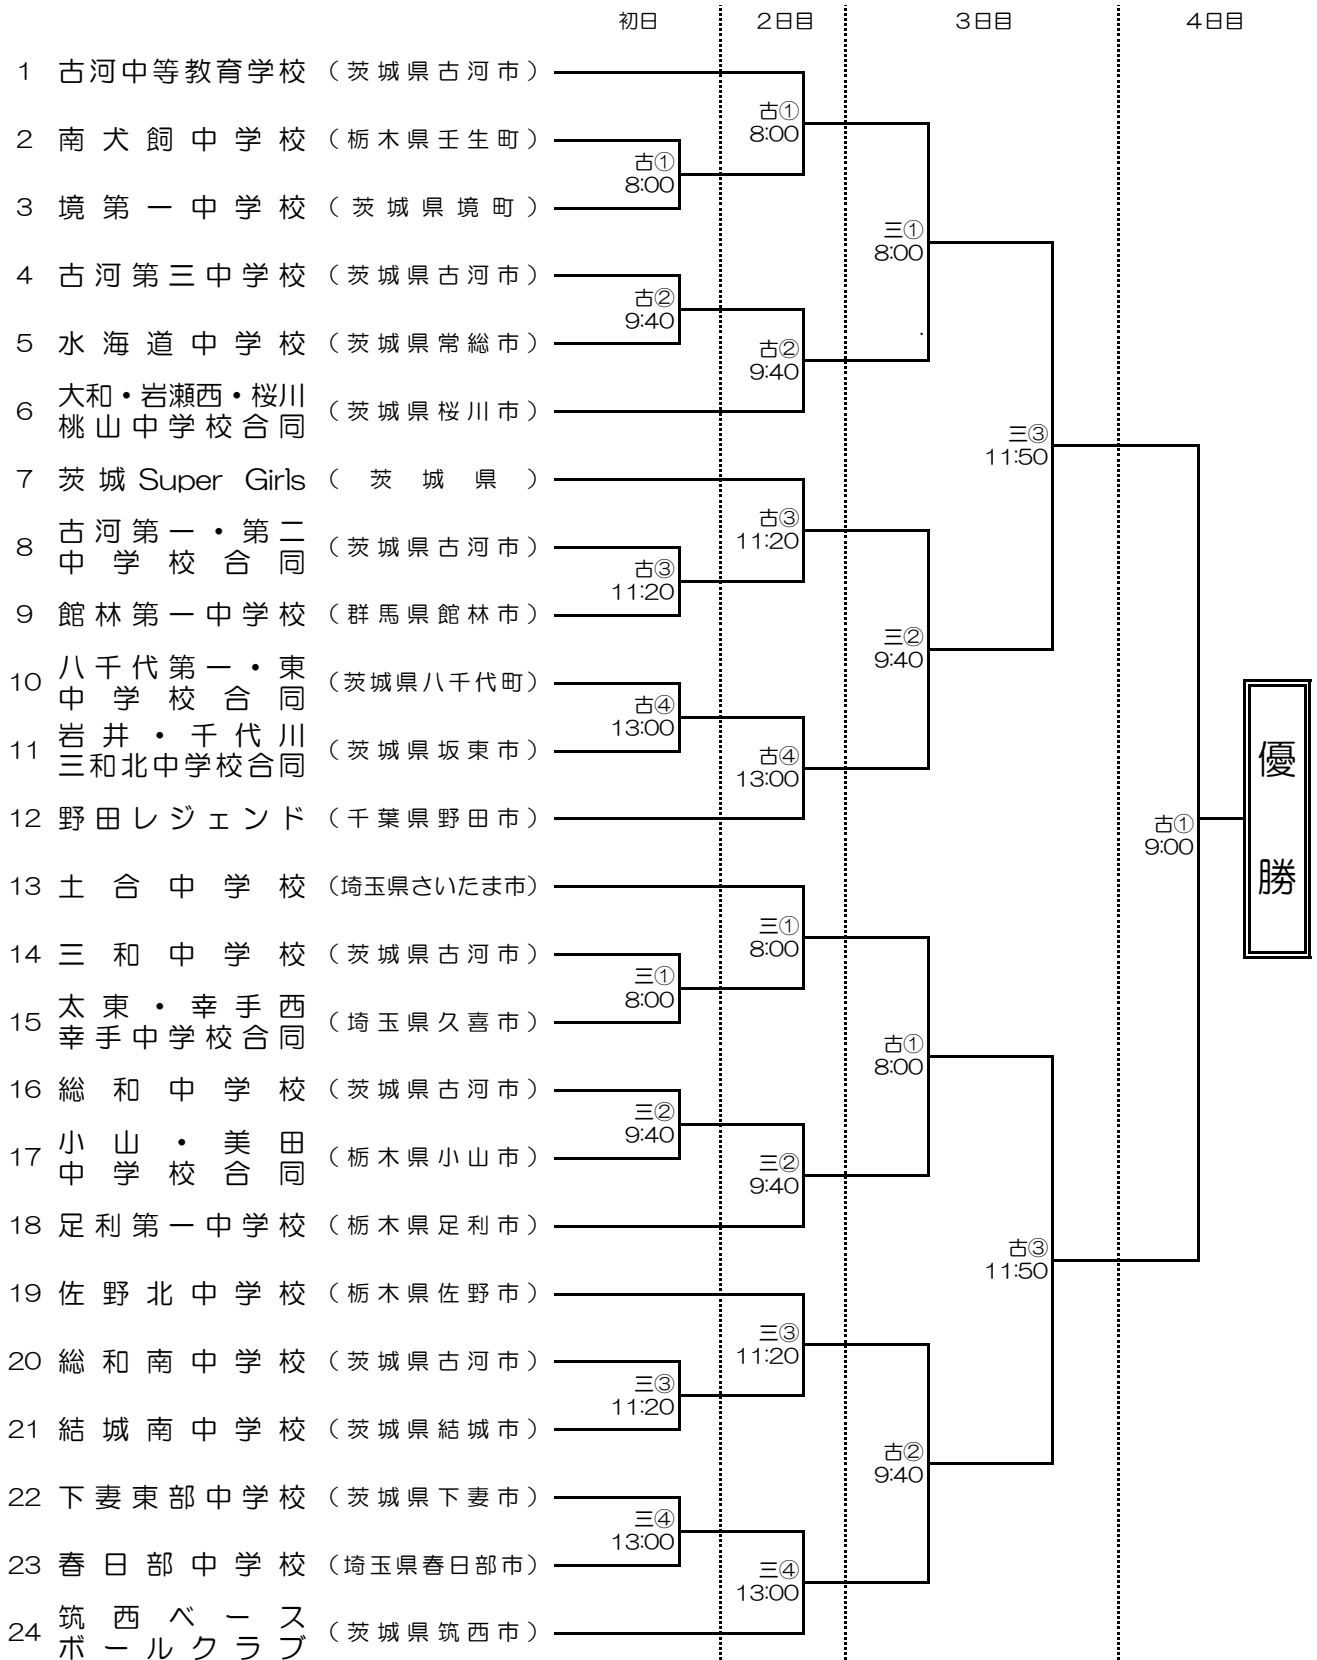 初日 2日目 3日目 4日目
1 古河中等教育学校 （茨城県古河市）
古①
8:00
2 南犬飼中学校 （栃木県壬生町）
古①
8:00
3 境第一中学校 （茨城県境町）
三①
8:00
4 古河第三中学校 （茨城県古河市）
古②
9:40
5 水海道中学校 （茨城県常総市）
古②
9:40
6 大和・岩瀬西・桜川
桃山中学校合同 （茨城県桜川市）
三③
11:50
7 茨城Super Girls （茨城県）
古③
11:20
8 古河第一・第二
中学校合同 （茨城県古河市）
古③
11:20
9 館林第一中学校 （群馬県館林市）
三②
9:40
10 八千代第一・東
中学校合同 （茨城県八千代町）
古④
13:00
11 岩井・千代川
三和北中学校合同 （茨城県坂東市）
古④
13:00
12 野田レジェンド （千葉県野田市）
古①
9:00
優勝
13 土合中学校 （埼玉県さいたま市）
三①
8:00
14 三和中学校 （茨城県古河市）
三①
8:00
15 太東・幸手西
幸手中学校合同 （埼玉県久喜市）
古①
8:00
16 総和中学校 （茨城県古河市）
三②
9:40
17 小山・美田
中学校合同 （栃木県小山市）
三②
9:40
18 足利第一中学校 （栃木県足利市）
古③
11:50
19 佐野北中学校 （栃木県佐野市）
三③
11:20
20 総和南中学校 （茨城県古河市）
三③
11:20
21 結城南中学校 （茨城県結城市）
古②
9:40
22 下妻東部中学校 （茨城県下妻市）
三④
13:00
23 春日部中学校 （埼玉県春日部市）
三④
13:00
24 筑西ベース
ボールクラブ （茨城県筑西市）